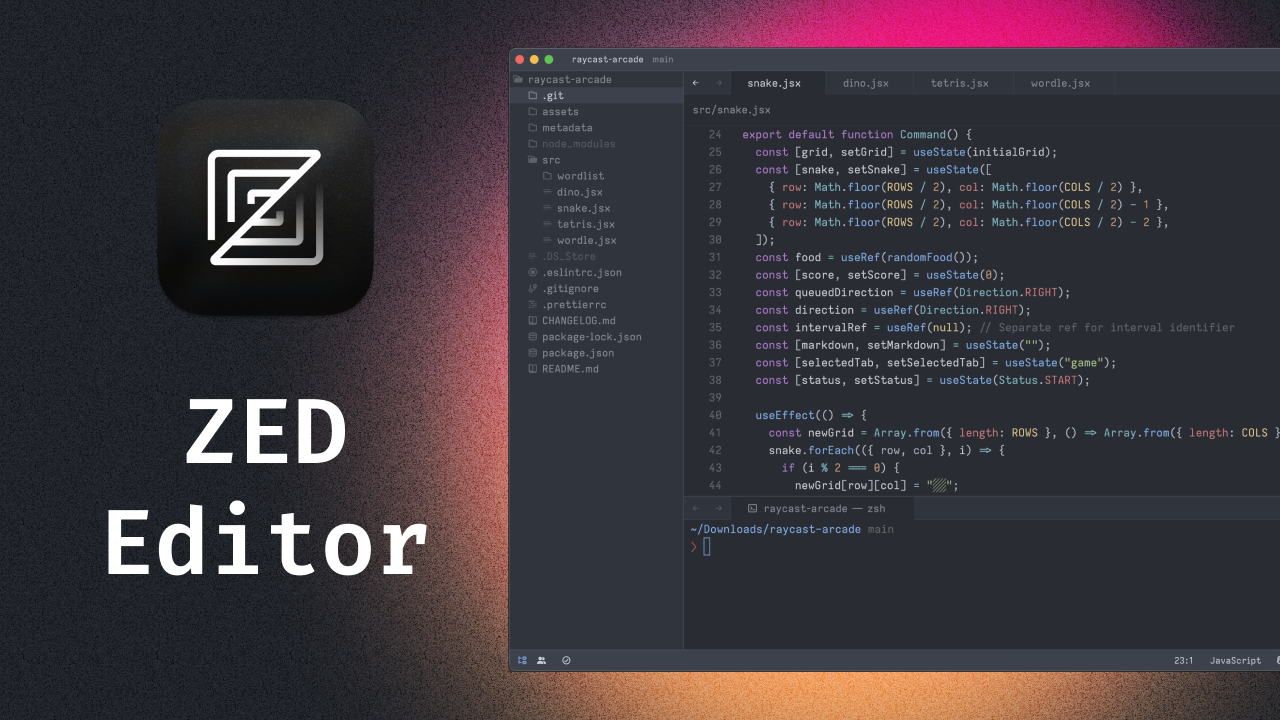 ZED
Editor
raycast-arcade main
raycast-arcade
.git
assets
metadata
node_modules
src
wordlist
dino.jsx
snake.jsx
tetris.jsx
wordle.jsx
.DS_Store
.eslintrc.json
.gitignore
.prettierrc
CHANGELOG.md
package-lock.json
package.json
README.md
← → snake.jsx dino.jsx tetris.jsx wordle.jsx
src/snake.jsx
24 export default function Command() {
25 const [grid, setGrid] = useState(initialGrid);
26 const [snake, setSnake] = useState([
27 { row: Math.floor(ROWS / 2), col: Math.floor(COLS / 2) },
28 { row: Math.floor(ROWS / 2), col: Math.floor(COLS / 2) - 1 },
29 { row: Math.floor(ROWS / 2), col: Math.floor(COLS / 2) - 2 },
30 ]);
31 const food = useRef(randomFood());
32 const [score, setScore] = useState(0);
33 const queuedDirection = useRef(Direction.RIGHT);
34 const direction = useRef(Direction.RIGHT);
35 const intervalRef = useRef(null); // Separate ref for interval identifier
36 const [markdown, setMarkdown] = useState("");
37 const [selectedTab, setSelectedTab] = useState("game");
38 const [status, setStatus] = useState(Status.START);
39
40 useEffect(() => {
41 const newGrid = Array.from({ length: ROWS }, () => Array.from({ length: COLS }
42 snake.forEach(({ row, col }, i) => {
43 if (i % 2 === 0) {
44 newGrid[row][col] = "▨";
← → raycast-arcade — zsh
~/Downloads/raycast-arcade main
❯
23:1 JavaScript